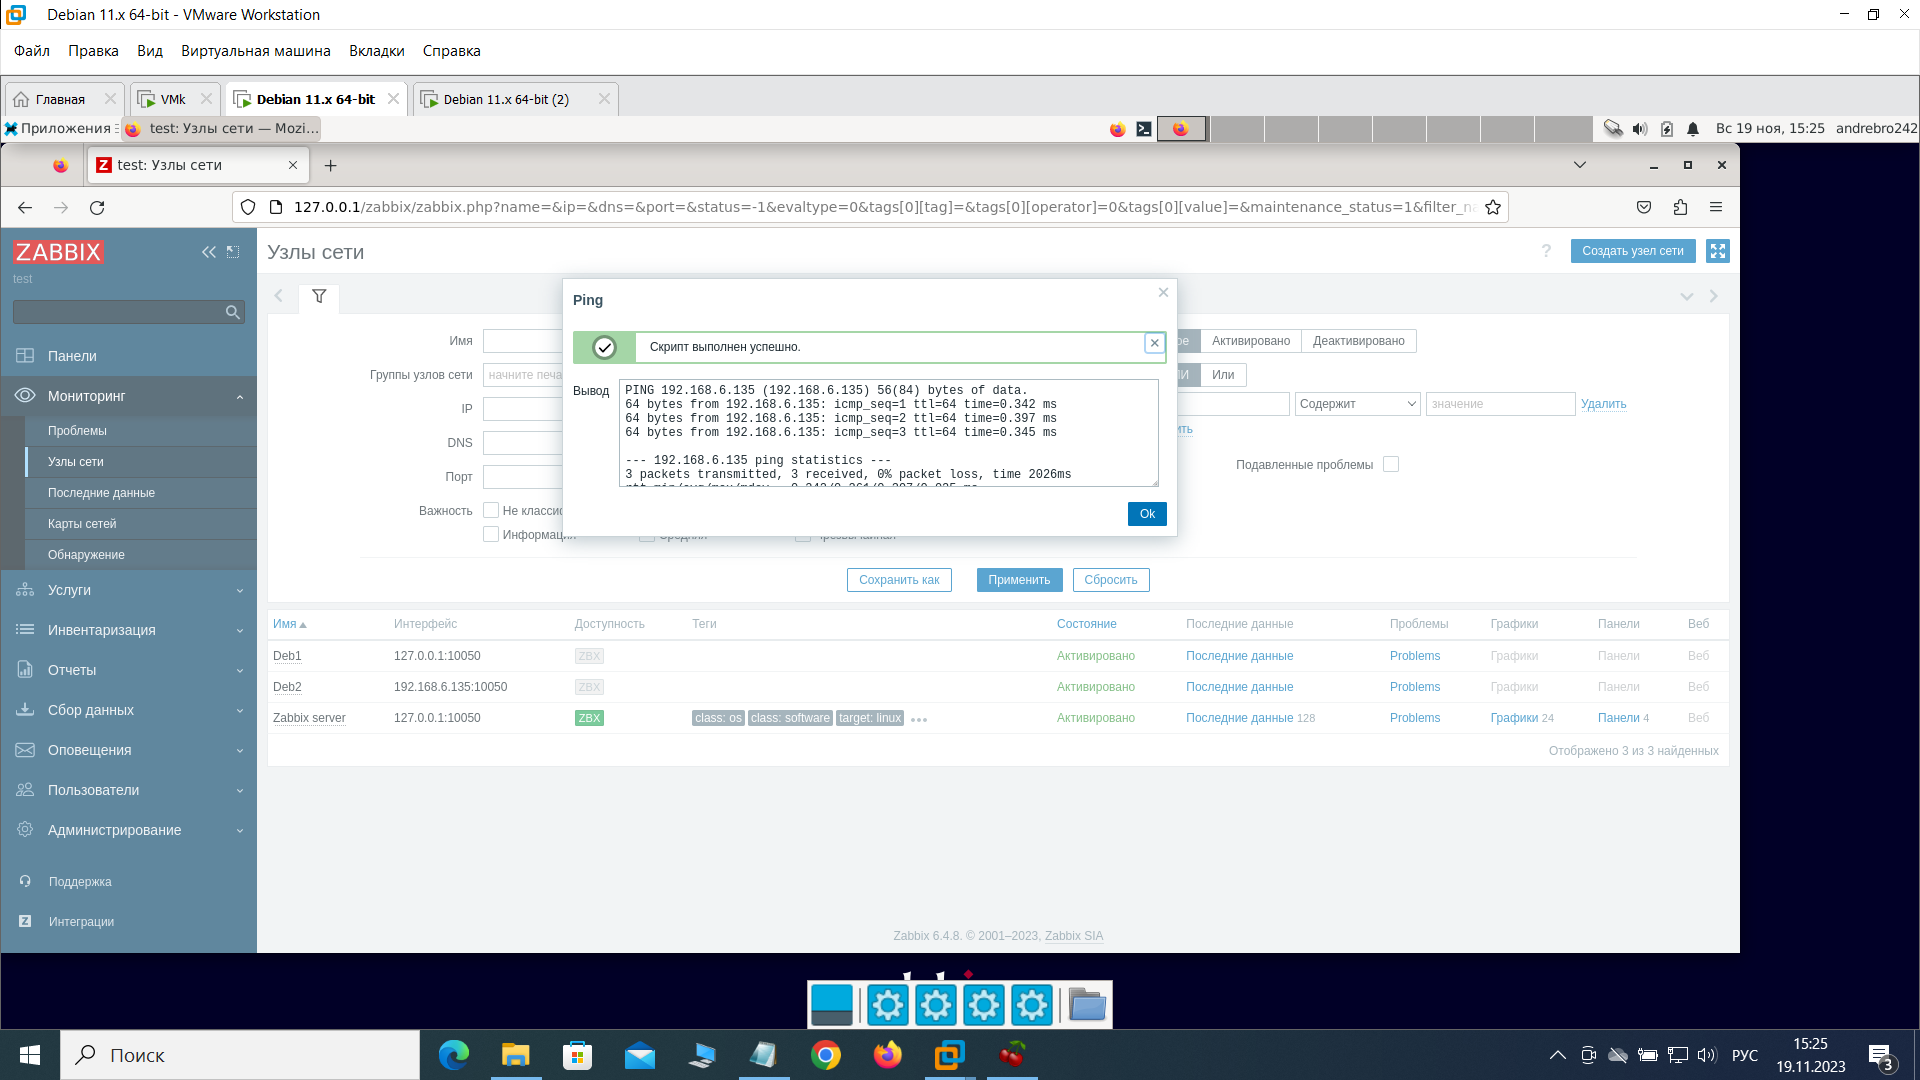 Debian 11.x 64-bit - VMware Workstation
Файл Правка Вид Виртуальная машина Вкладки Справка
Главная VMk Debian 11.x 64-bit Debian 11.x 64-bit (2)
Приложения test: Узлы сети — Mozi... Вс 19 ноя, 15:25 andrebro242
test: Узлы сети
127.0.0.1/zabbix/zabbix.php?name=&ip=&dns=&port=&status=-1&evaltype=0&tags[0][tag]=&tags[0][operator]=0&tags[0][value]=&maintenance_status=1&filter_na
ZABBIX
test
Панели
Мониторинг
Проблемы
Узлы сети
Последние данные
Карты сетей
Обнаружение
Услуги
Инвентаризация
Отчеты
Сбор данных
Оповещения
Пользователи
Администрирование
Поддержка
Z Интеграции
Узлы сети
? Создать узел сети
Имя
Группы узлов сети начните печа
IP
DNS
Порт
Важность Не класси
Информаци
Активировано Деактивировано
Или
Содержит значение Удалить
Подавленные проблемы
Ping
Скрипт выполнен успешно.
Вывод
PING 192.168.6.135 (192.168.6.135) 56(84) bytes of data.
64 bytes from 192.168.6.135: icmp_seq=1 ttl=64 time=0.342 ms
64 bytes from 192.168.6.135: icmp_seq=2 ttl=64 time=0.397 ms
64 bytes from 192.168.6.135: icmp_seq=3 ttl=64 time=0.345 ms
--- 192.168.6.135 ping statistics ---
3 packets transmitted, 3 received, 0% packet loss, time 2026ms
Ok
Сохранить как Применить Сбросить
Имя Интерфейс Доступность Теги Состояние Последние данные Проблемы Графики Панели Веб
Deb1 127.0.0.1:10050 ZBX Активировано Последние данные Problems Графики Панели Веб
Deb2 192.168.6.135:10050 ZBX Активировано Последние данные Problems Графики Панели Веб
Zabbix server 127.0.0.1:10050 ZBX class: os class: software target: linux ••• Активировано Последние данные 128 Problems Графики 24 Панели 4 Веб
Отображено 3 из 3 найденных
Zabbix 6.4.8. © 2001–2023, Zabbix SIA
Поиск
РУС
15:25
19.11.2023
3